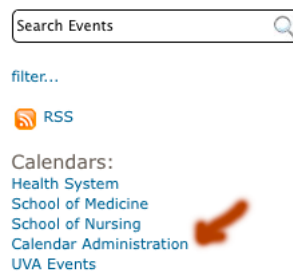 Search Events
filter...
RSS
Calendars:
Health System
School of Medicine
School of Nursing
Calendar Administration
UVA Events